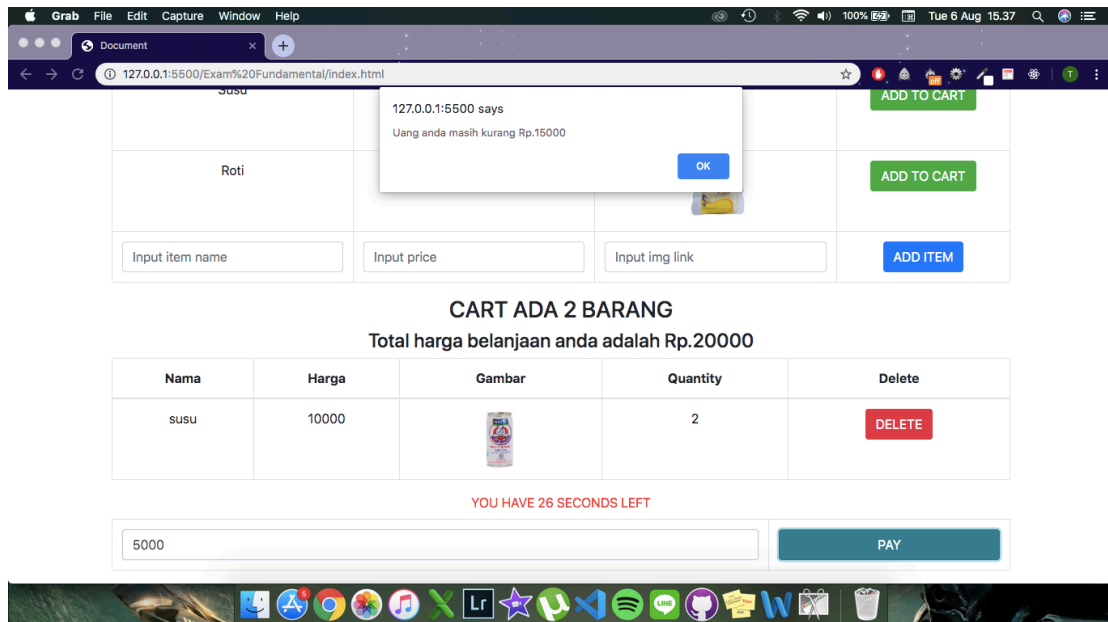 Grab File Edit Capture Window Help 100% Tue 6 Aug 15.37
Document
127.0.0.1:5500/Exam%20Fundamental/index.html
off T
Susu ADD TO CART
127.0.0.1:5500 says
Uang anda masih kurang Rp.15000
OK
Roti ADD TO CART
Input item name Input price Input img link ADD ITEM
CART ADA 2 BARANG
Total harga belanjaan anda adalah Rp.20000
Nama Harga Gambar Quantity Delete
susu 10000 2 DELETE
YOU HAVE 26 SECONDS LEFT
5000 PAY
5 Lr LINE